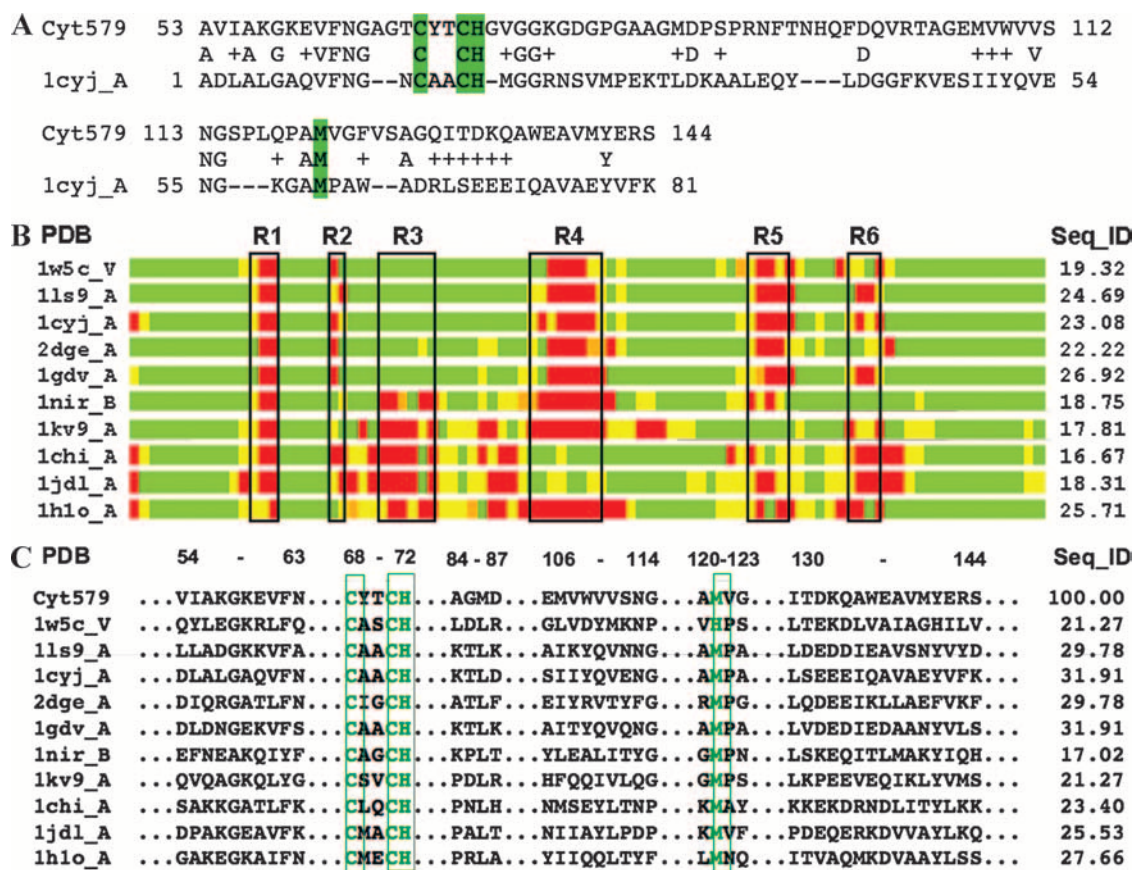 A Cyt579 53 AVIAKGKEVFNGAGTCYTCHGVGGKGDGPGAAGMDPSPRNFTNHQFDQVRTAGEMVWVVS 112
A +A G +VFNG C CH +GG+ +D + D +++ V
1cyj_A 1 ADLALGAQVFNG--NCAACH-MGGRNSVMPEKTLDKAALEQY---LDGGFKVESIIYQVE 54
Cyt579 113 NGSPLQPAMVGFVSAGQITDKQAWEAVMYERS 144
NG + AM + A ++++++ Y
1cyj_A 55 NG---KGAMPAW--ADRLSEEEIQAVAEYVFK 81
B PDB R1 R2 R3 R4 R5 R6 Seq_ID
1w5c_V 19.32
1ls9_A 24.69
1cyj_A 23.08
2dge_A 22.22
1gdv_A 26.92
1nir_B 18.75
1kv9_A 17.81
1chi_A 16.67
1jdl_A 18.31
1h1o_A 25.71
C PDB 54 - 63 68 - 72 84 - 87 106 - 114 120-123 130 - 144 Seq_ID
Cyt579 ...VIAKGKEVFN...CYTCH...AGMD...EMVWVVSNG...AMVG...ITDKQAWEAVMYERS... 100.00
1w5c_V ...QYLEGKRLFQ...CASCH...LDLR...GLVDYMKNP...VHPS...LTEKDLVAIAGHILV... 21.27
1ls9_A ...LLADGKKVFA...CAACH...KTLK...AIKYQVNNG...AMPA...LDEDDIEAVSNYVYD... 29.78
1cyj_A ...DLALGAQVFN...CAACH...KTLD...SIIYQVENG...AMPA...LSEEEIQAVAEYVFK... 31.91
2dge_A ...DIQRGATLFN...CIGCH...ATLF...EIYRVTYFG...RMPG...LQDEEIKLLAEFVKF... 29.78
1gdv_A ...DLDNGEKVFS...CAACH...KTLK...AITYQVQNG...AMPA...LVDEDIEDAANYVLS... 31.91
1nir_B ...EFNEAKQIYF...CAGCH...KPLT...YLEALITYG...GMPN...LSKEQITLMAKYIQH... 17.02
1kv9_A ...QVQAGKQLYG...CSVCH...PDLR...HFQQIVLQG...GMPS...LKPEEVEQIKLYVMS... 21.27
1chi_A ...SAKKGATLFK...CLQCH...PNLH...NMSEYLTNP...KMAY...KKEKDRNDLITYLKK... 23.40
1jdl_A ...DPAKGEAVFK...CMACH...PALT...NIIAYLPDP...KMVF...PDEQERKDVVAYLKQ... 25.53
1h1o_A ...GAKEGKAIFN...CMECH...PRLA...YIIQQLTYF...LMNQ...ITVAQMKDVAAYLSS... 27.66